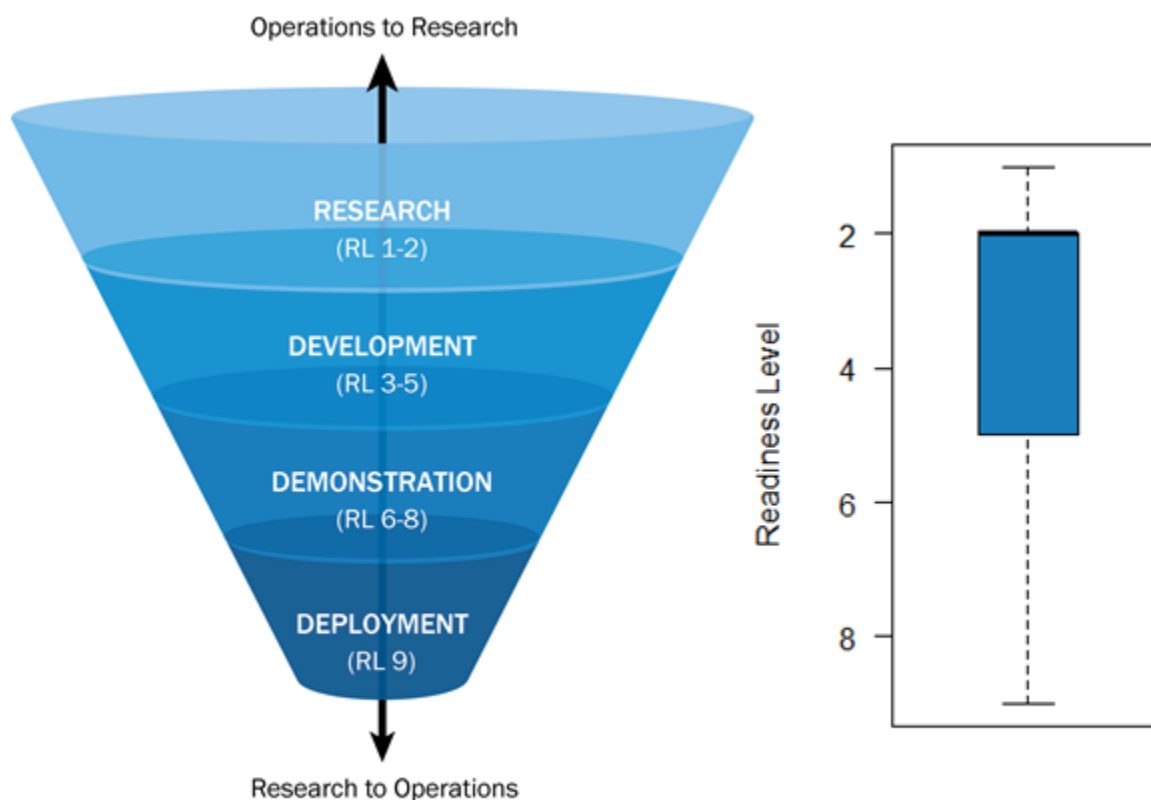 Operations to Research
RESEARCH
(RL 1-2)
DEVELOPMENT
(RL 3-5)
DEMONSTRATION
(RL 6-8)
DEPLOYMENT
(RL 9)
Research to Operations
Readiness Level
2
4
6
8